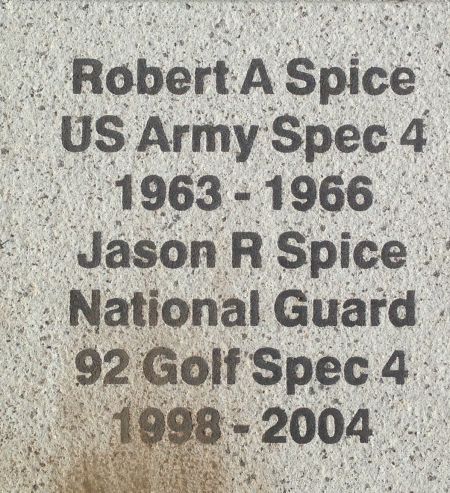 Robert A Spice
US Army Spec 4
1963 - 1966
Jason R Spice
National Guard
92 Golf Spec 4
1998 - 2004